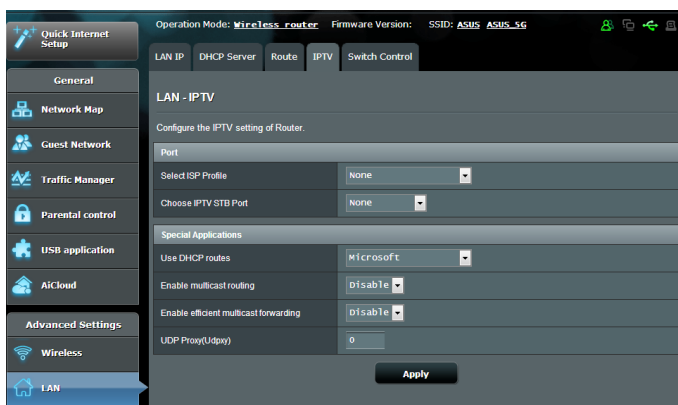 Quick Internet
Setup
General
Network Map
Guest Network
Traffic Manager
Parental control
USB application
AiCloud
Advanced Settings
Wireless
LAN
Operation Mode: Wireless router Firmware Version: SSID: ASUS ASUS_5G
LAN IP DHCP Server Route IPTV Switch Control
LAN - IPTV
Configure the IPTV setting of Router.
Port
Select ISP Profile None
Choose IPTV STB Port None
Special Applications
Use DHCP routes Microsoft
Enable multicast routing Disable
Enable efficient multicast forwarding Disable
UDP Proxy(Udpxy) 0
Apply